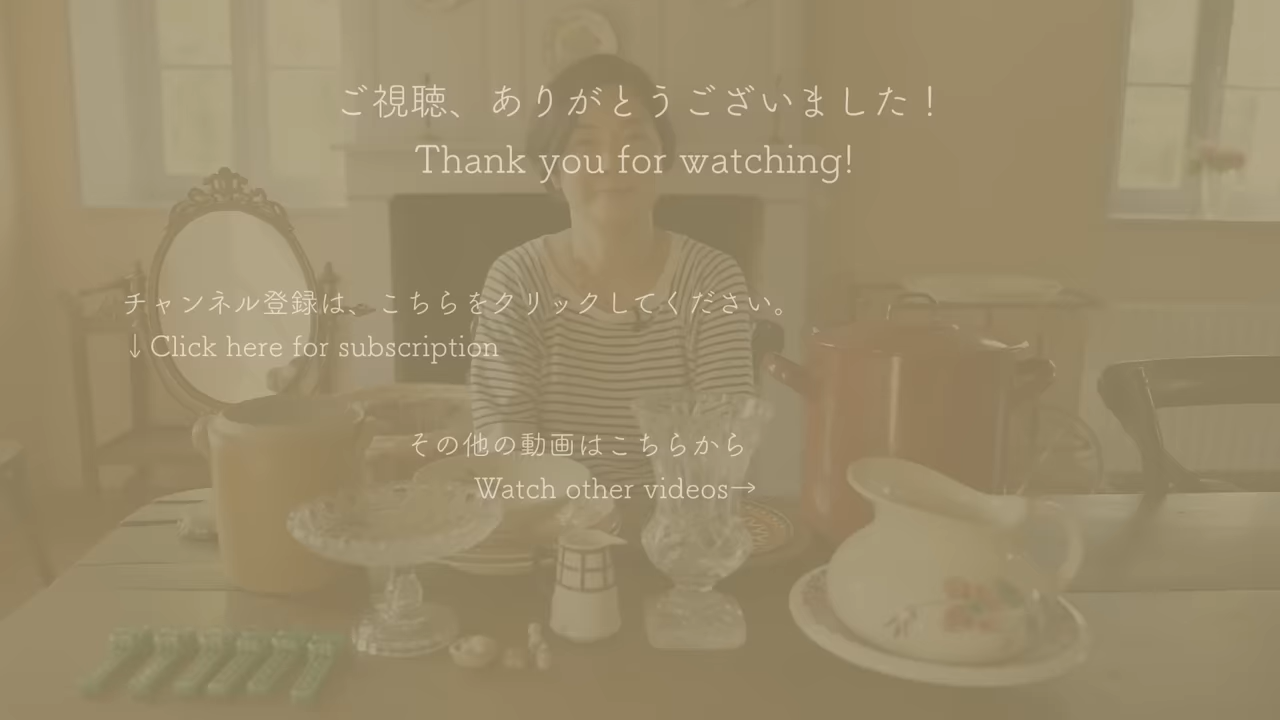 ご視聴、ありがとうございました！
Thank you for watching!
チャンネル登録は、こちらをクリックしてください。
↓Click here for subscription
その他の動画はこちらから
Watch other videos→